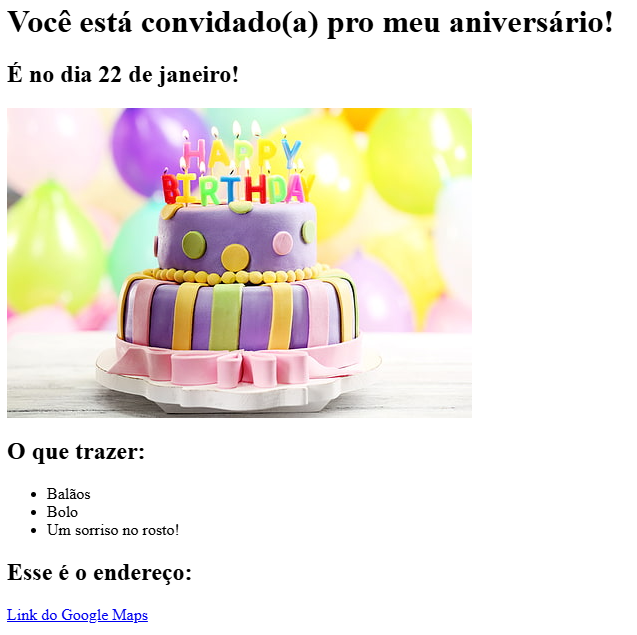 Você está convidado(a) pro meu aniversário!
É no dia 22 de janeiro!
HAPPY
BIRTHDAY
O que trazer:
Balãos
Bolo
Um sorriso no rosto!
Esse é o endereço:
Link do Google Maps